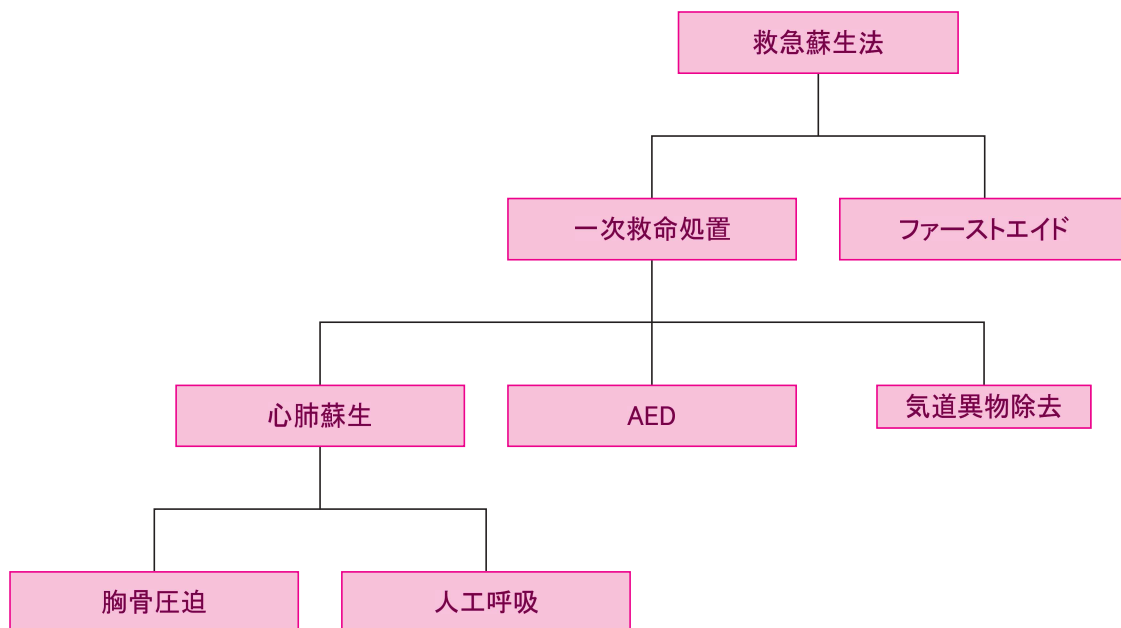 救急蘇生法
一次救命処置
ファーストエイド
心肺蘇生
AED
気道異物除去
胸骨圧迫
人工呼吸